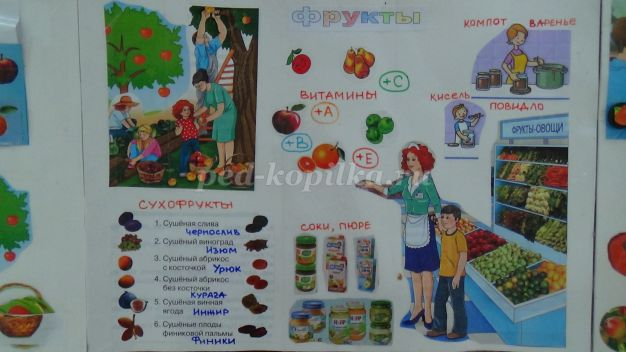 фрукты
КОМПОТ ВАРЕНЬЕ
+C
ВИТАМИНЫ
+А
КИСЕЛЬ
ПОВИДЛО
+В
+Е
ФРУКТЫ-ОВОЩИ
ped-kopilka.ru
СУХОФРУКТЫ
1. Сушёная слива
чернослив
2. Сушёный виноград
Изюм
3. Сушёный абрикос
с косточкой Урюк
4. Сушёный абрикос
без косточки
КУРАГА
5. Сушёная винная
ягода Инжир
6. Сушёные плоды
финиковой пальмы
Финики
СОКИ, ПЮРЕ
HiPP